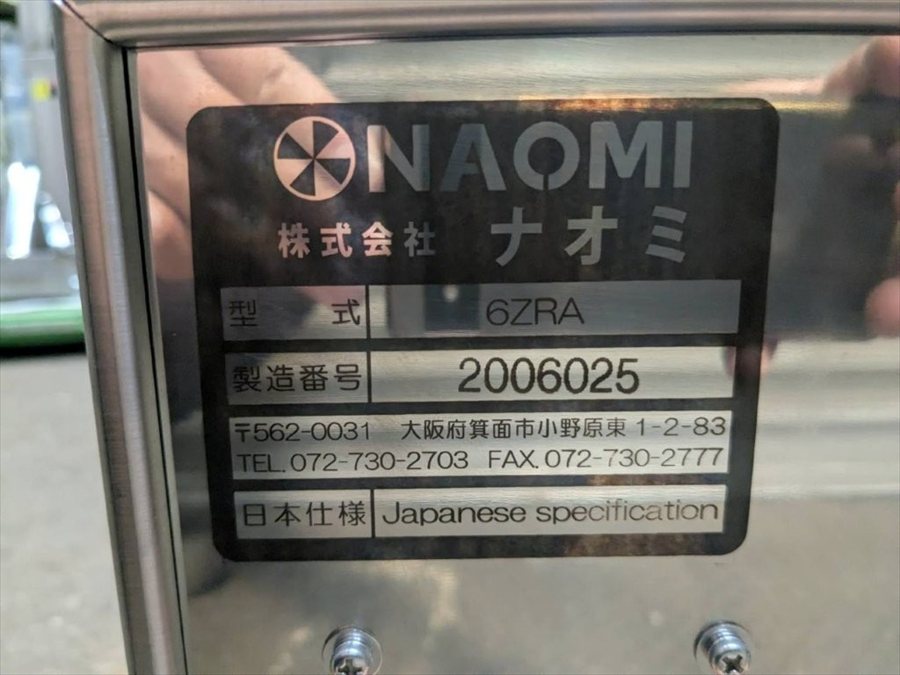 NAOMI
株式会社 ナオミ
型 式 6ZRA
製造番号 2006025
〒562-0031 大阪府箕面市小野原東1-2-83
TEL.072-730-2703 FAX.072-730-2777
日本仕様 Japanese specification